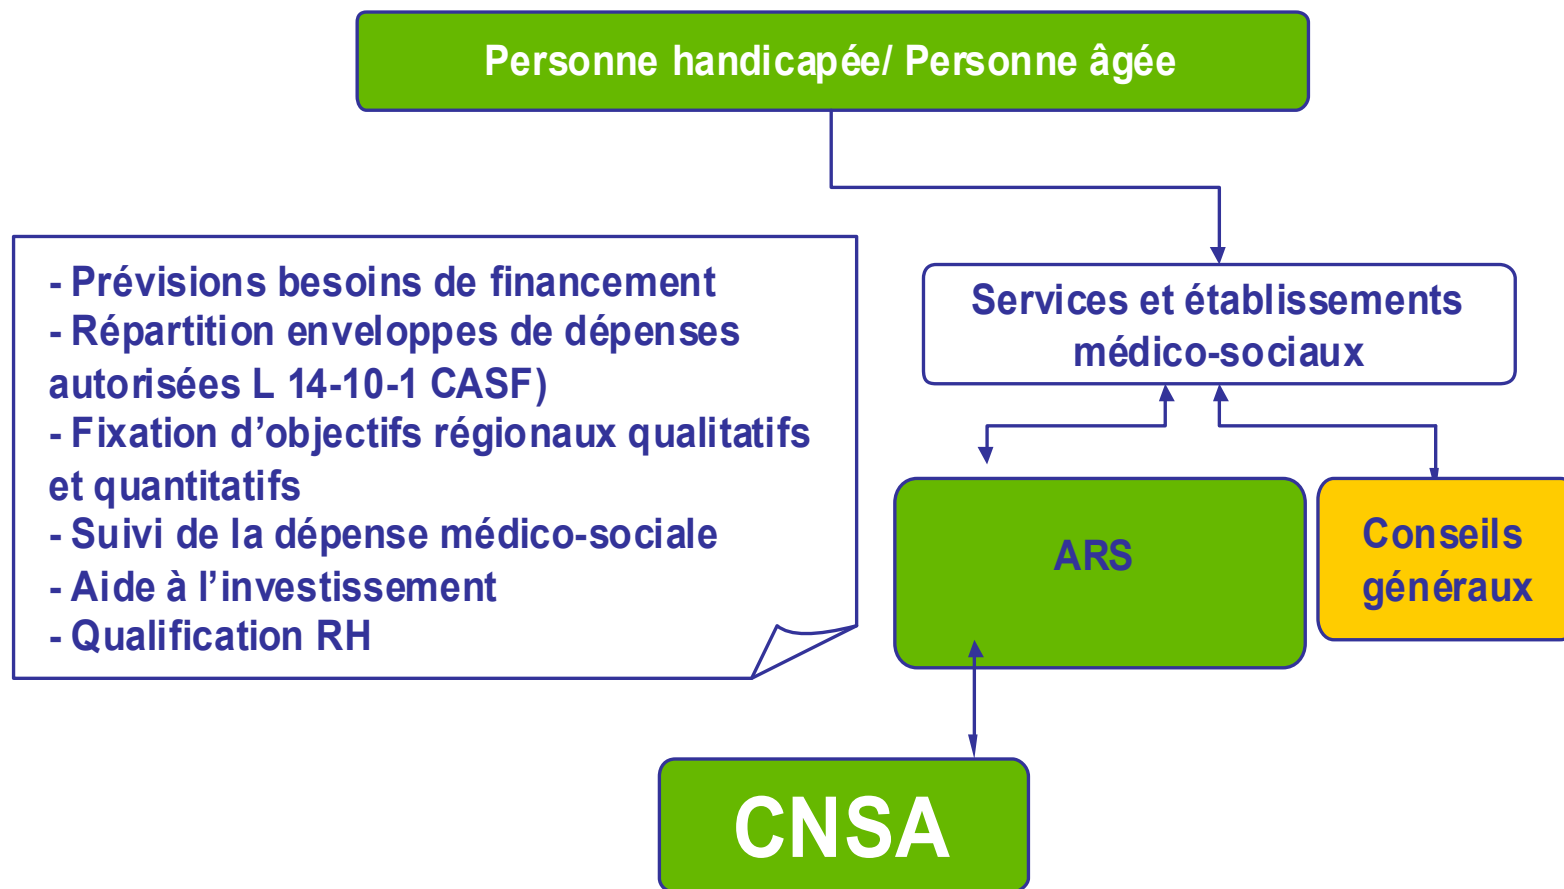 Personne handicapée/ Personne âgée
- Prévisions besoins de financement
- Répartition enveloppes de dépenses
autorisées L 14-10-1 CASF)
- Fixation d’objectifs régionaux qualitatifs
et quantitatifs
- Suivi de la dépense médico-sociale
- Aide à l’investissement
- Qualification RH
Services et établissements
médico-sociaux
ARS
Conseils
généraux
CNSA